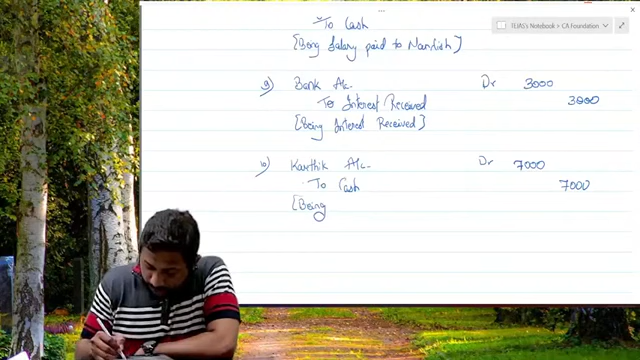 To Cash
[Being Salary paid to Manish]
TEJAS's Notebook > CA Foundation
9) Bank A/c. Dr 3000
To Interest Received 3000
[Being Interest Received]
10) Karthik A/c. Dr 7000
To Cash 7000
[Being